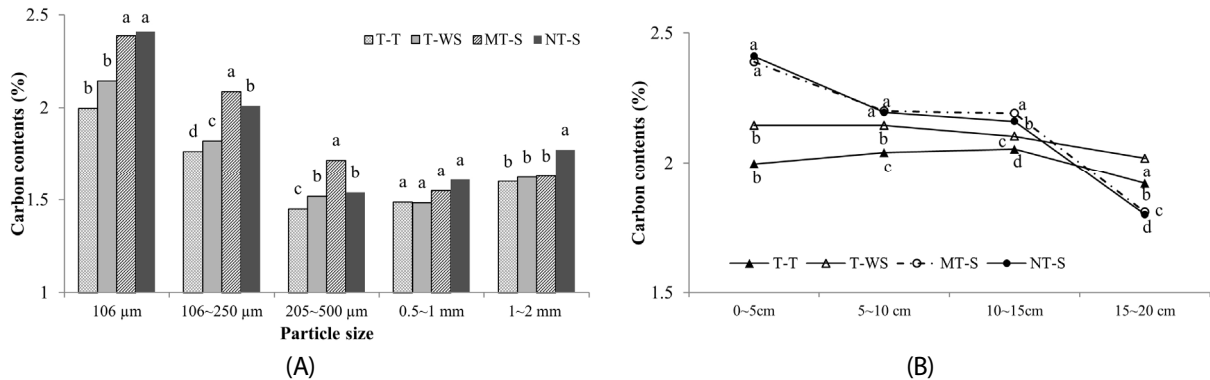 2.5
2
1.5
1
Carbon contents (%)
T-T T-WS MT-S NT-S
b b a a
d c a b
c b a b
a a a a
b b b a
106 µm 106~250 µm 205~500 µm 0.5~1 mm 1~2 mm
Particle size
(A)
2.5
2
1.5
Carbon contents (%)
a
a
b
b
a
a
b
c
a
b
c
d
a
b
c
d
T-T T-WS MT-S NT-S
0~5cm 5~10 cm 10~15cm 15~20 cm
(B)